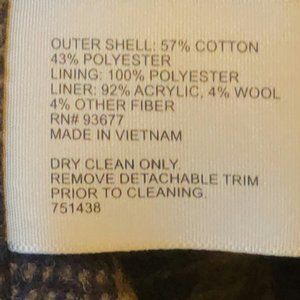 OUTER SHELL: 57% COTTON
43% POLYESTER
LINING: 100% POLYESTER
LINER: 92% ACRYLIC, 4% WOOL
4% OTHER FIBER
RN# 93677
MADE IN VIETNAM
DRY CLEAN ONLY.
REMOVE DETACHABLE TRIM
PRIOR TO CLEANING.
751438